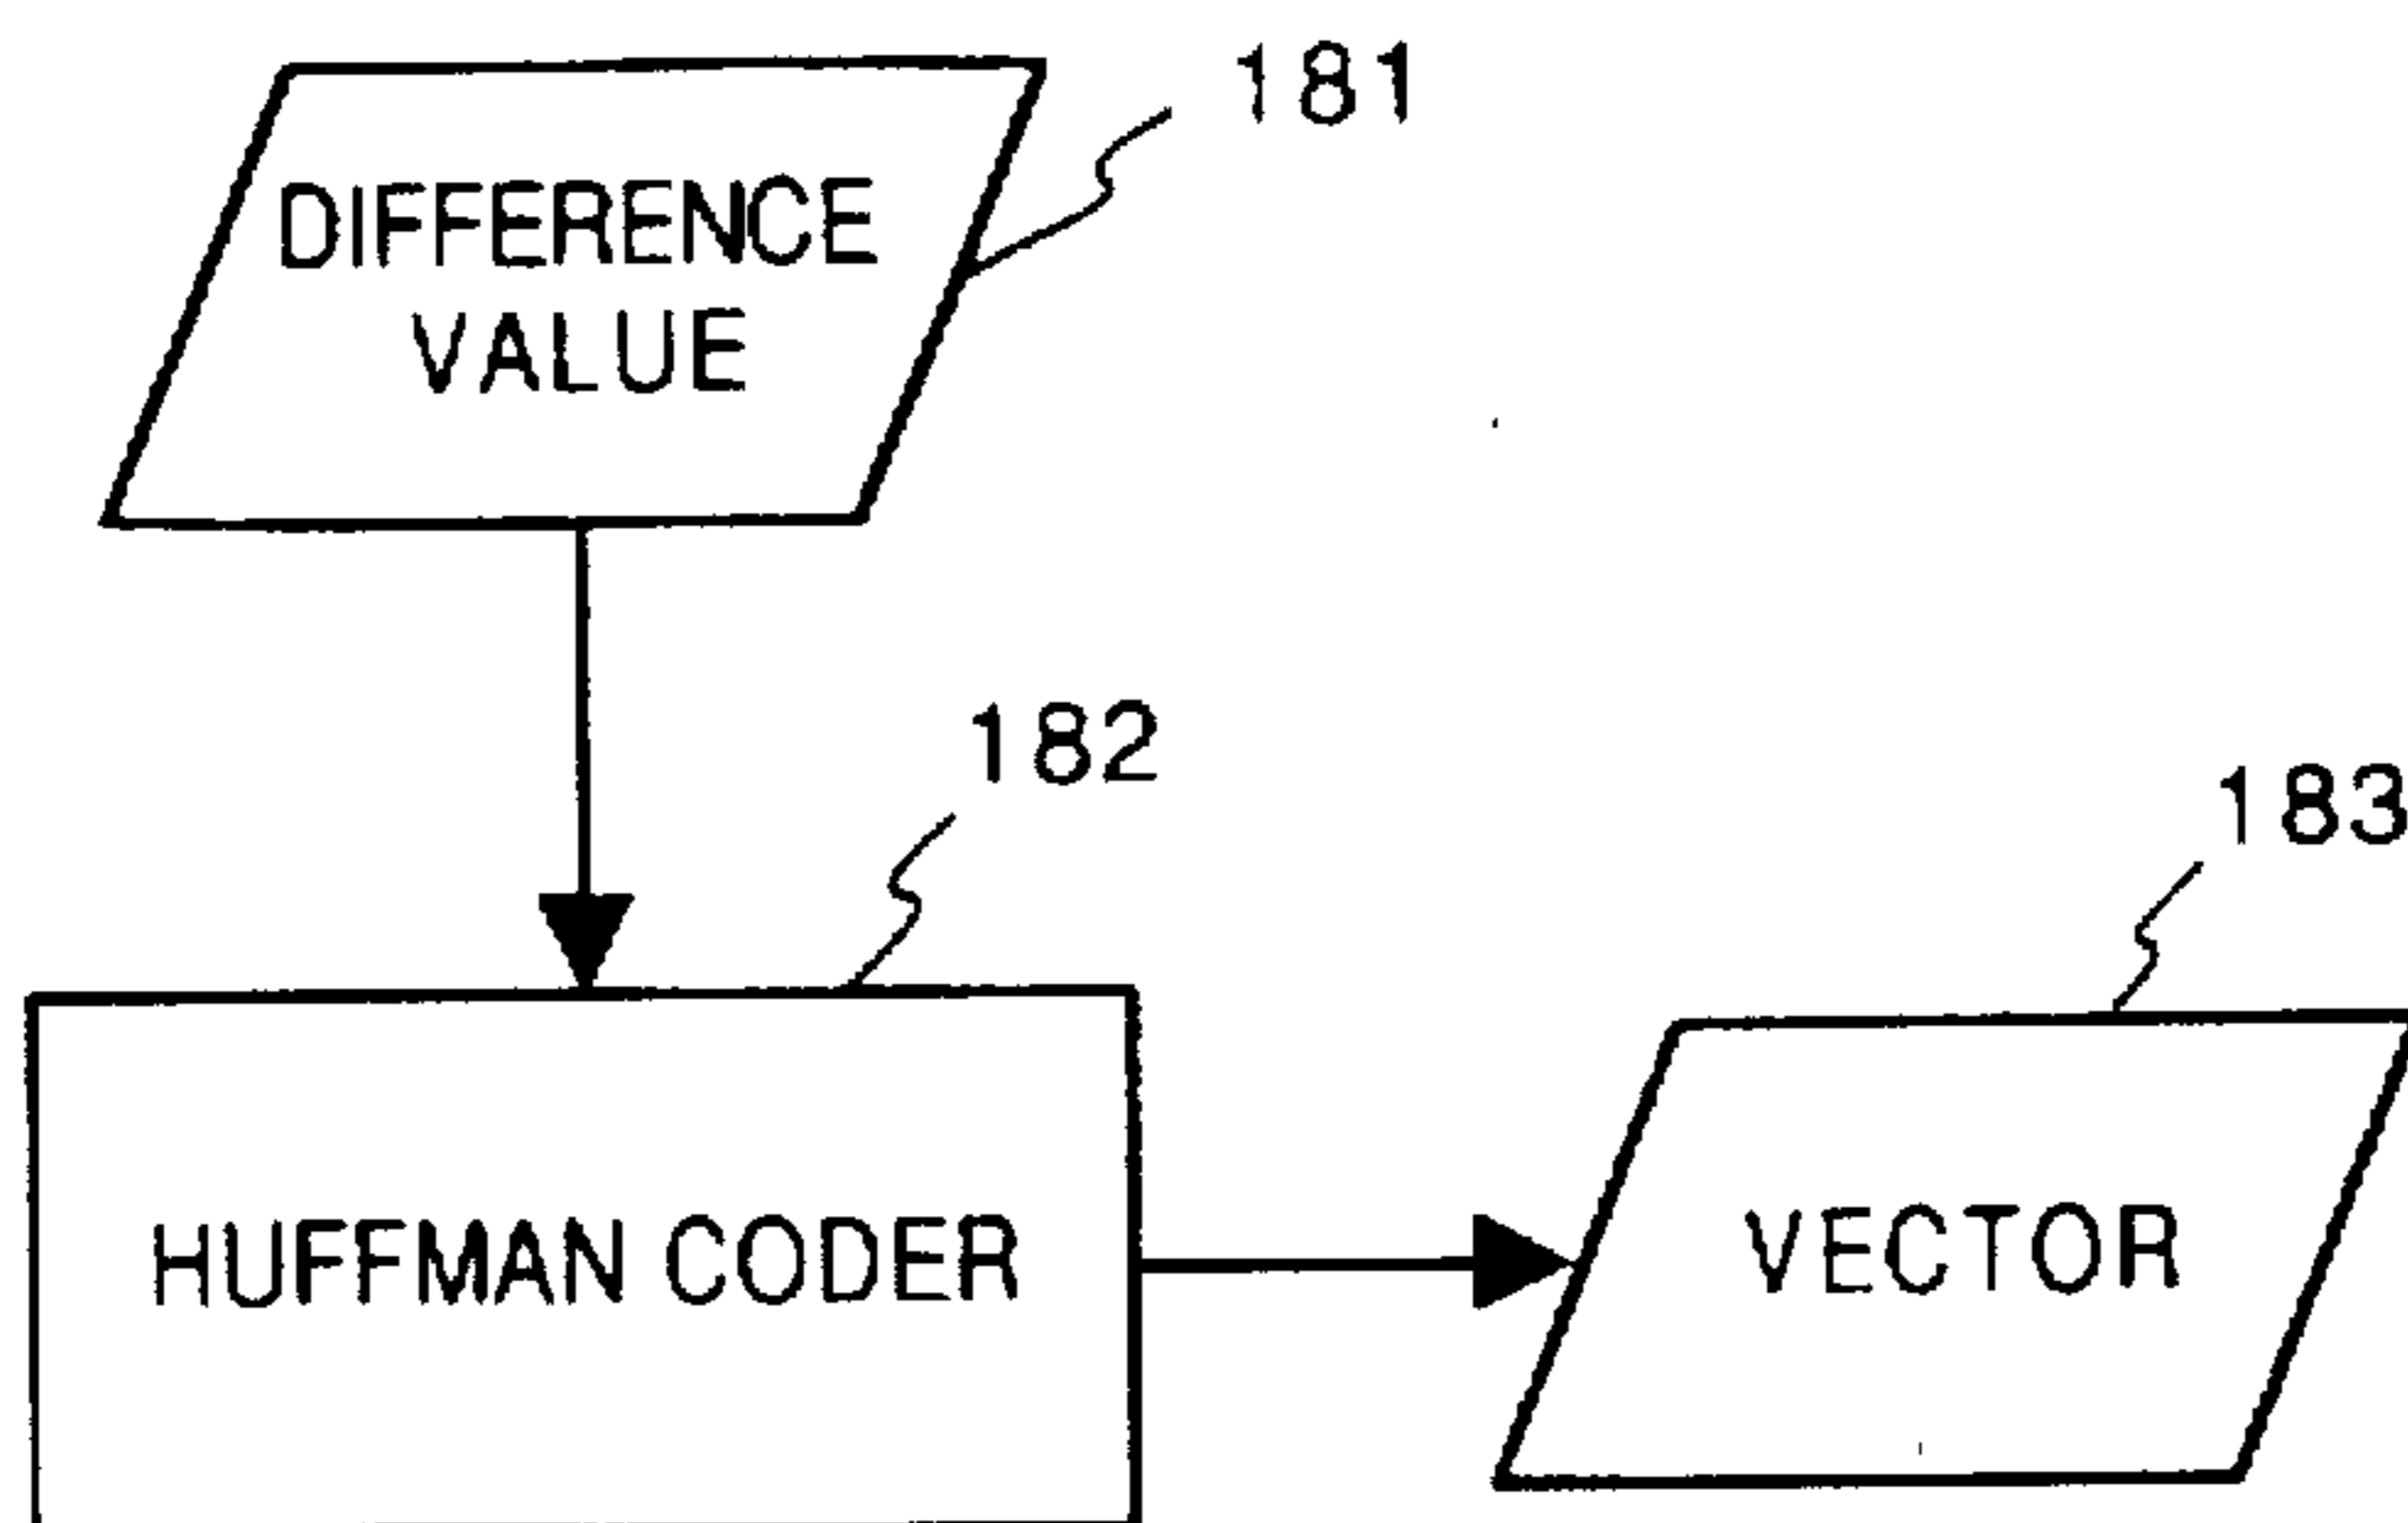 181
DIFFERENCE
VALUE
182
183
HUFFMAN CODER
VECTOR